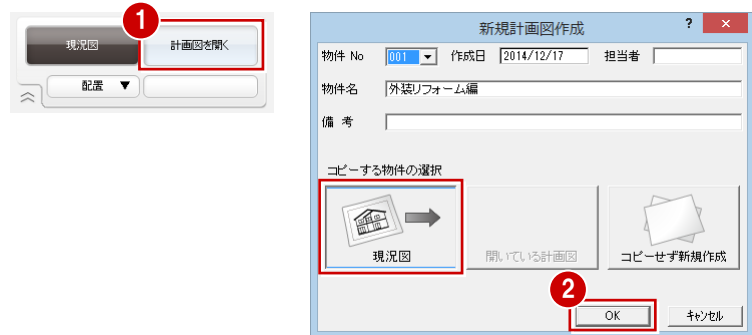 1
現況図 計画図を開く
配置 ▼
新規計画図作成 ? ×
物件 No 001 作成日 2014/12/17 担当者
物件名 外装リフォーム編
備 考
コピーする物件の選択
現況図 開いている計画図 コピーせず新規作成
2
OK キャンセル